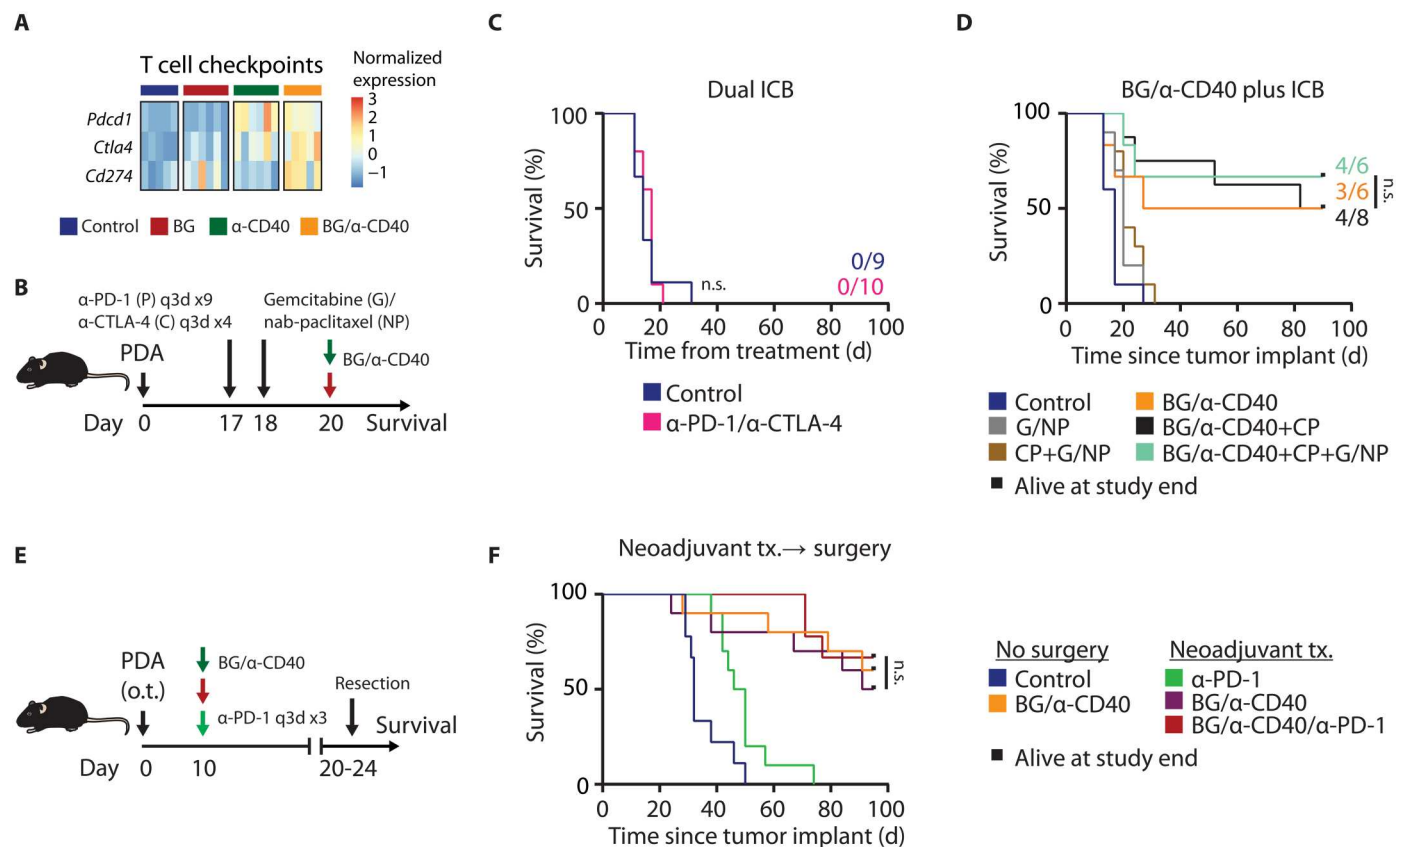 A
T cell checkpoints
Normalized
expression
Pdcd1
Ctla4
Cd274
3
2
1
0
−1
Control BG α-CD40 BG/α-CD40
B
α-PD-1 (P) q3d x9
α-CTLA-4 (C) q3d x4
Gemcitabine (G)/
nab-paclitaxel (NP)
PDA
BG/α-CD40
Day 0 17 18 20 Survival
C
Dual ICB
Survival (%)
100
50
0
n.s.
0/9
0/10
0 20 40 60 80 100
Time from treatment (d)
Control
α-PD-1/α-CTLA-4
D
BG/α-CD40 plus ICB
Survival (%)
100
50
0
4/6
3/6
4/8
n.s.
0 20 40 60 80 100
Time since tumor implant (d)
Control BG/α-CD40
G/NP BG/α-CD40+CP
CP+G/NP BG/α-CD40+CP+G/NP
Alive at study end
E
PDA
(o.t.)
BG/α-CD40
α-PD-1 q3d x3
Resection
Survival
Day 0 10 20-24
F
Neoadjuvant tx.→ surgery
Survival (%)
100
50
0
n.s.
0 20 40 60 80 100
Time since tumor implant (d)
No surgery
Control
BG/α-CD40
Neoadjuvant tx.
α-PD-1
BG/α-CD40
BG/α-CD40/α-PD-1
Alive at study end